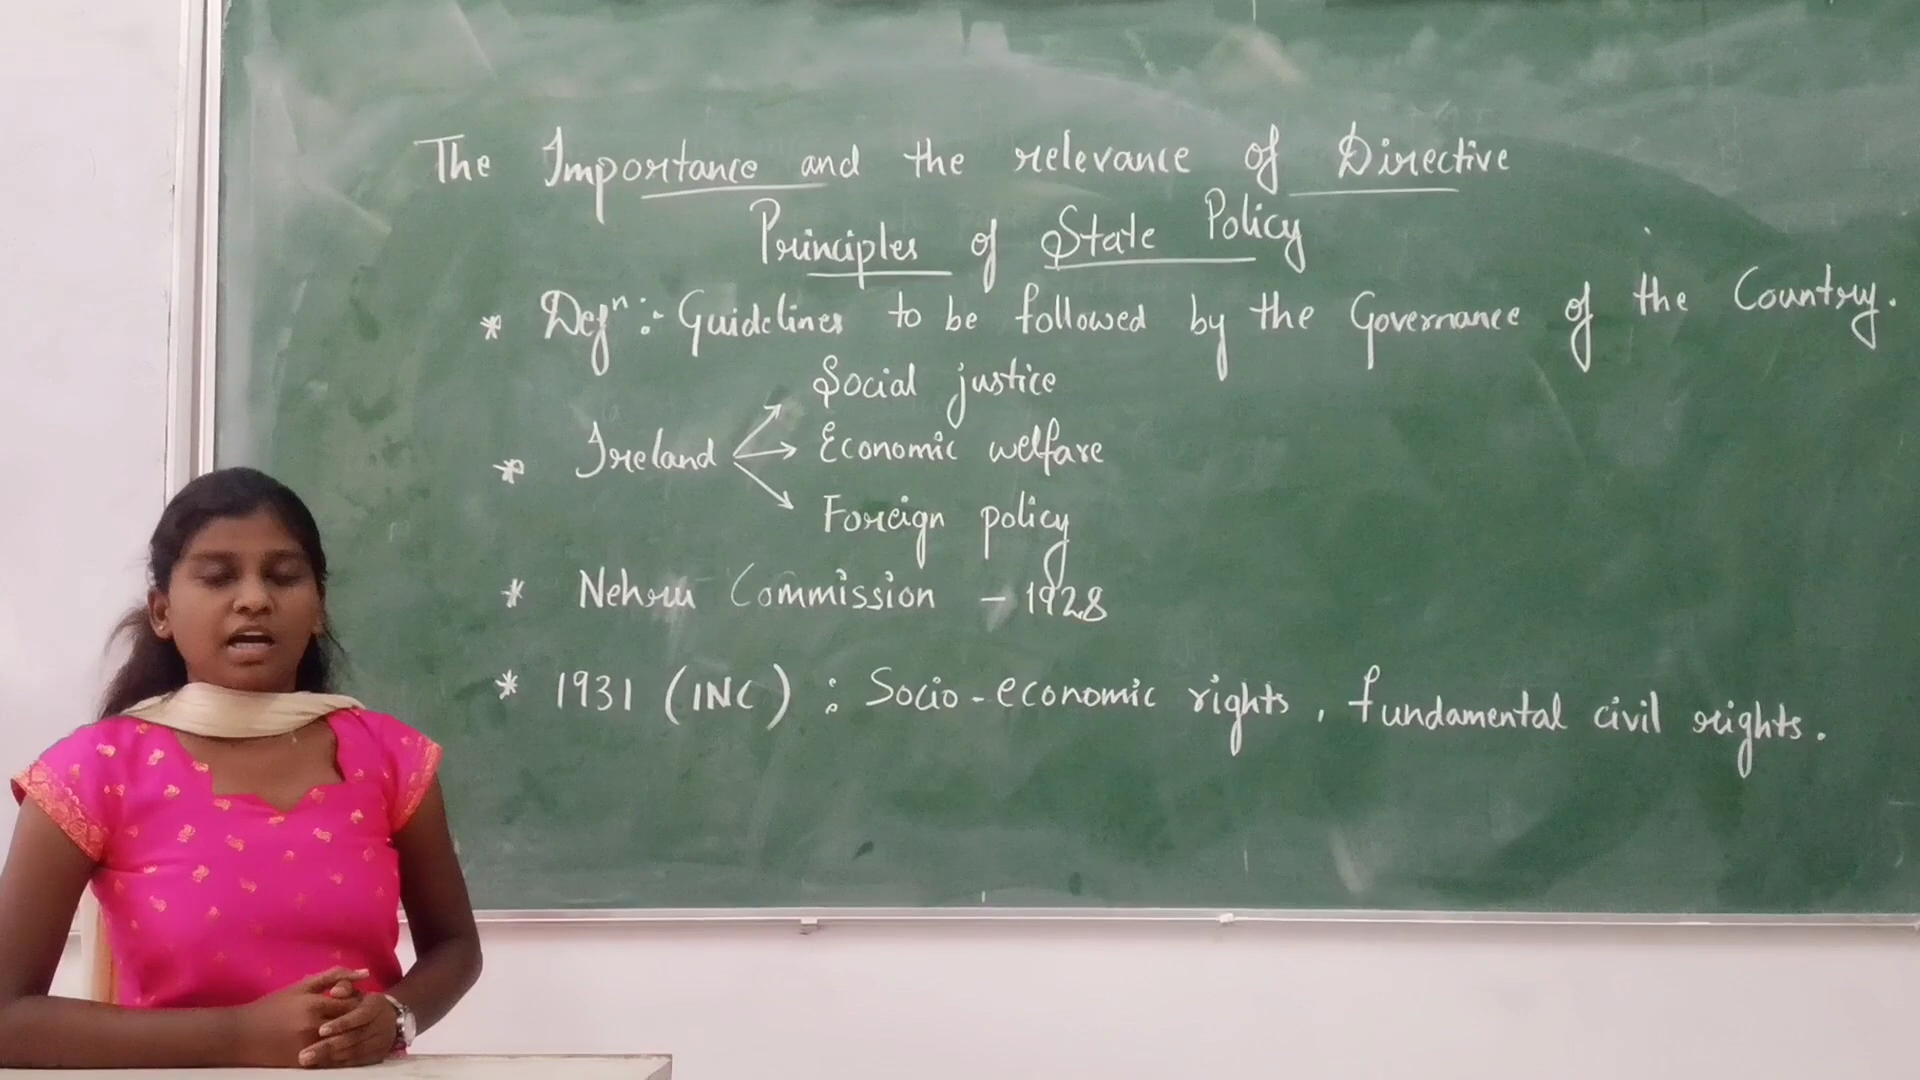 The Importance and the relevance of Directive
Principles of State Policy
* Defⁿ :- Guidelines to be followed by the Governance of the Country.
Social justice
* Ireland → Economic welfare
Foreign policy
* Nehru Commission - 1928
* 1931 (INC) : Socio-economic rights, fundamental civil rights.